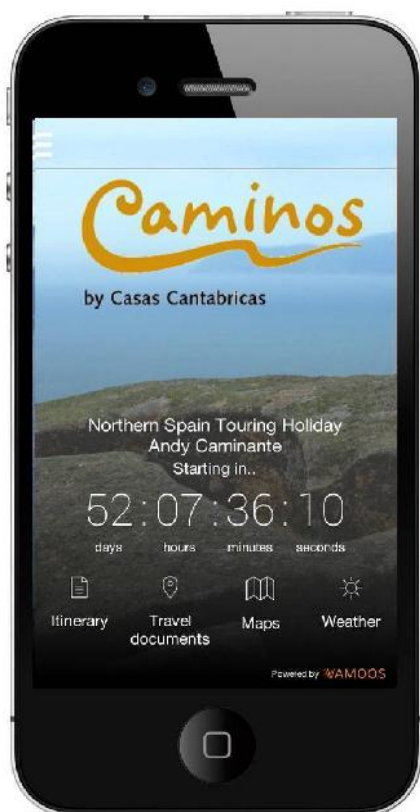 Caminos
by Casas Cantabricas
Northern Spain Touring Holiday
Andy Caminante
Starting in..
52:07:36:10
days hours minutes seconds
Itinerary Travel documents Maps Weather
Powered by VAMOOS